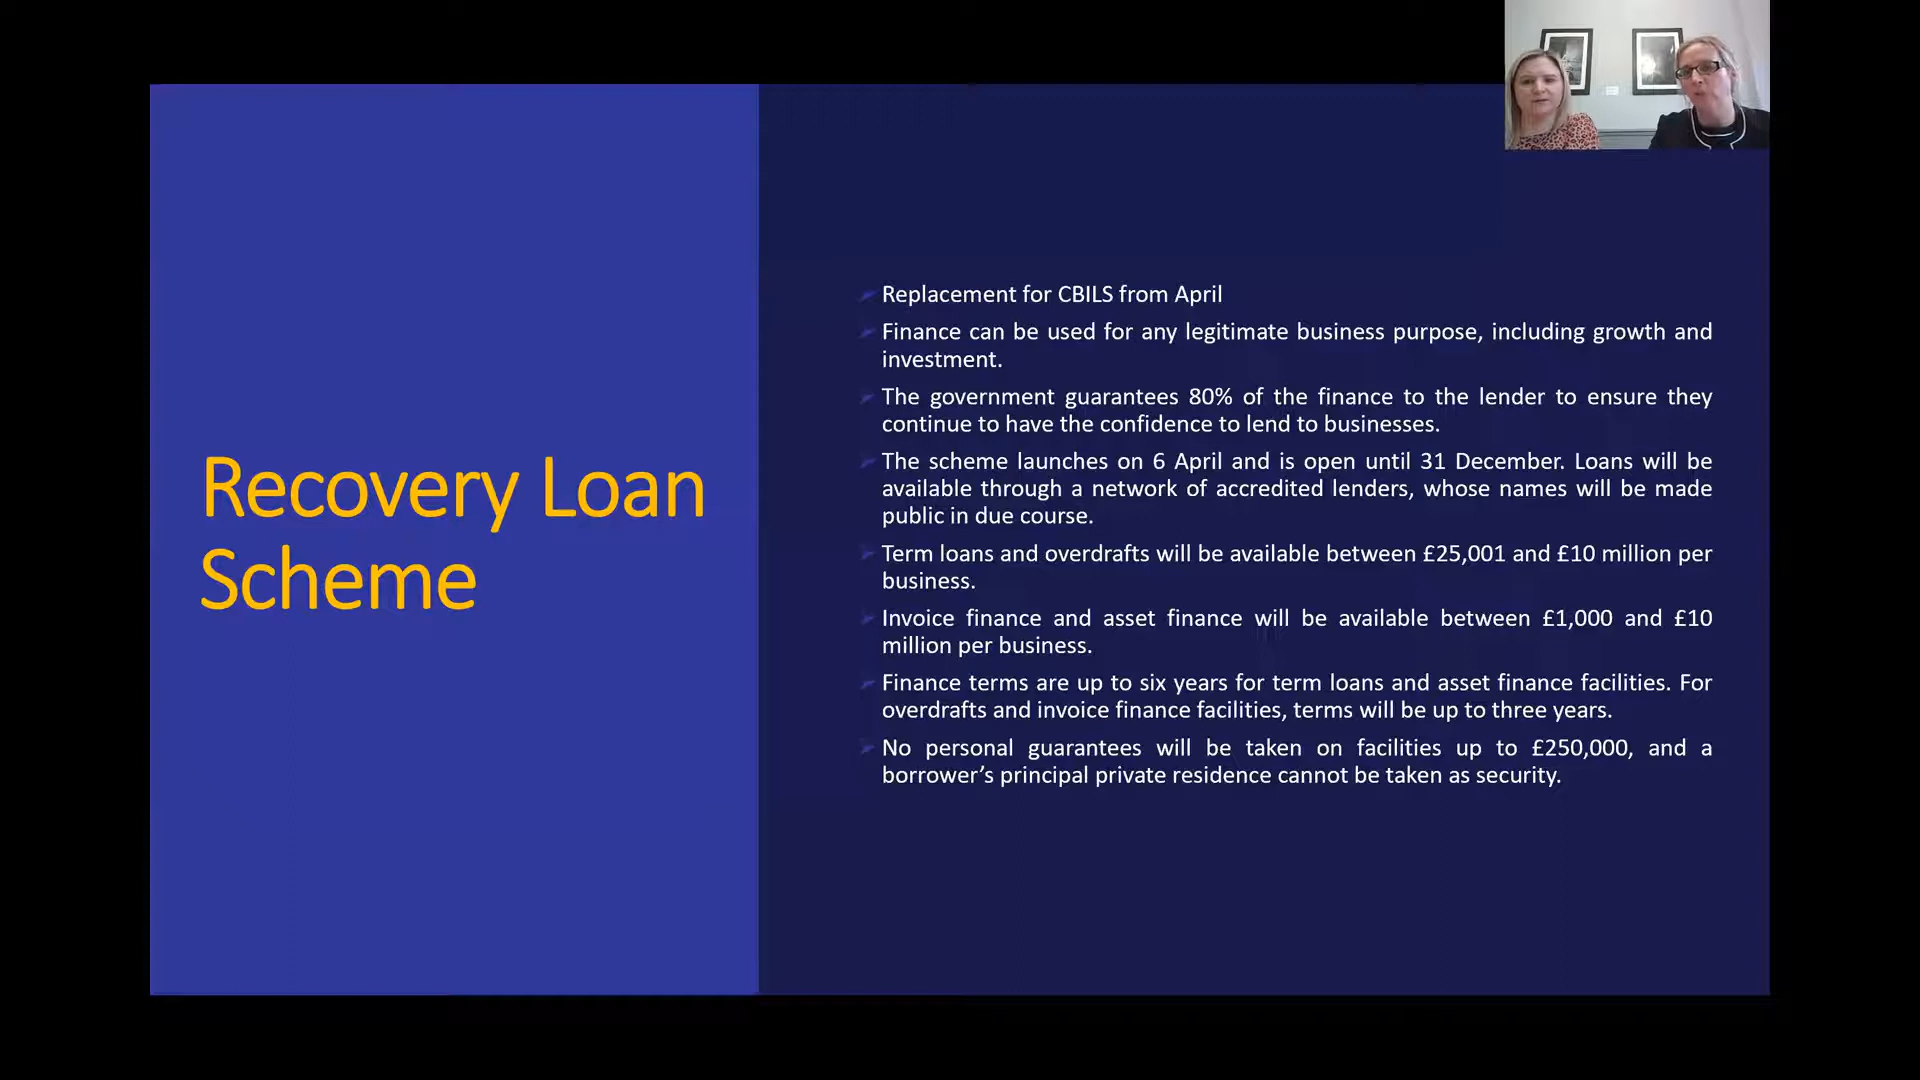 Recovery Loan
Scheme
Replacement for CBILS from April
Finance can be used for any legitimate business purpose, including growth and
investment.
The government guarantees 80% of the finance to the lender to ensure they
continue to have the confidence to lend to businesses.
The scheme launches on 6 April and is open until 31 December. Loans will be
available through a network of accredited lenders, whose names will be made
public in due course.
Term loans and overdrafts will be available between £25,001 and £10 million per
business.
Invoice finance and asset finance will be available between £1,000 and £10
million per business.
Finance terms are up to six years for term loans and asset finance facilities. For
overdrafts and invoice finance facilities, terms will be up to three years.
No personal guarantees will be taken on facilities up to £250,000, and a
borrower’s principal private residence cannot be taken as security.